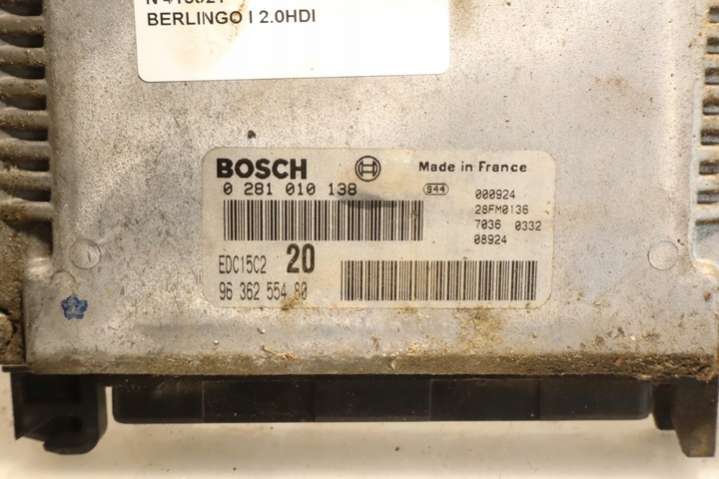 BERLINGO I 2.0HDI
BOSCH
Made in France
0 281 010 138
S44
000924
28FM0136
7036 0332
08924
EDC15C2 20
96 362 554 80